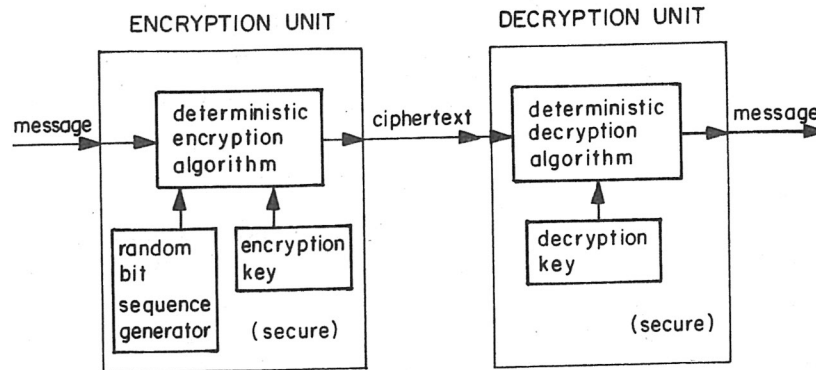 ENCRYPTION UNIT
DECRYPTION UNIT
message
deterministic
encryption
algorithm
ciphertext
deterministic
decryption
algorithm
message
random
bit
sequence
generator
encryption
key
(secure)
decryption
key
(secure)